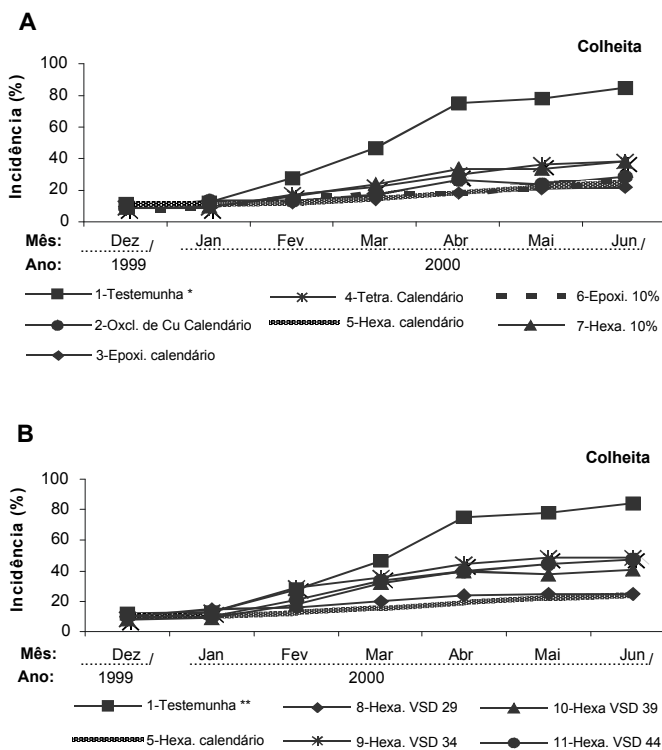 A
Colheita
Incidência (%)
100
80
60
40
20
0
Mês: Dez / Jan Fev Mar Abr Mai Jun /
Ano: 1999 2000
1-Testemunha * 4-Tetra. Calendário 6-Epoxi. 10%
2-Oxcl. de Cu Calendário 5-Hexa. calendário 7-Hexa. 10%
3-Epoxi. calendário
B
Colheita
Incidência (%)
100
80
60
40
20
0
Mês: Dez / Jan Fev Mar Abr Mai Jun /
Ano: 1999 2000
1-Testemunha ** 8-Hexa. VSD 29 10-Hexa VSD 39
5-Hexa. calendário 9-Hexa. VSD 34 11-Hexa. VSD 44